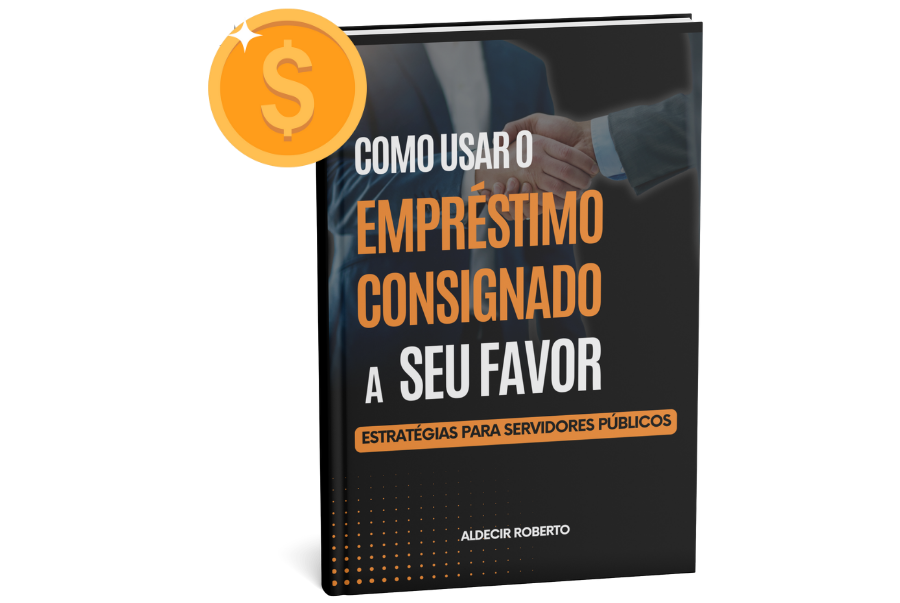 $
COMO USAR O
EMPRÉSTIMO
CONSIGNADO
A SEU FAVOR
ESTRATÉGIAS PARA SERVIDORES PÚBLICOS
ALDECIR ROBERTO